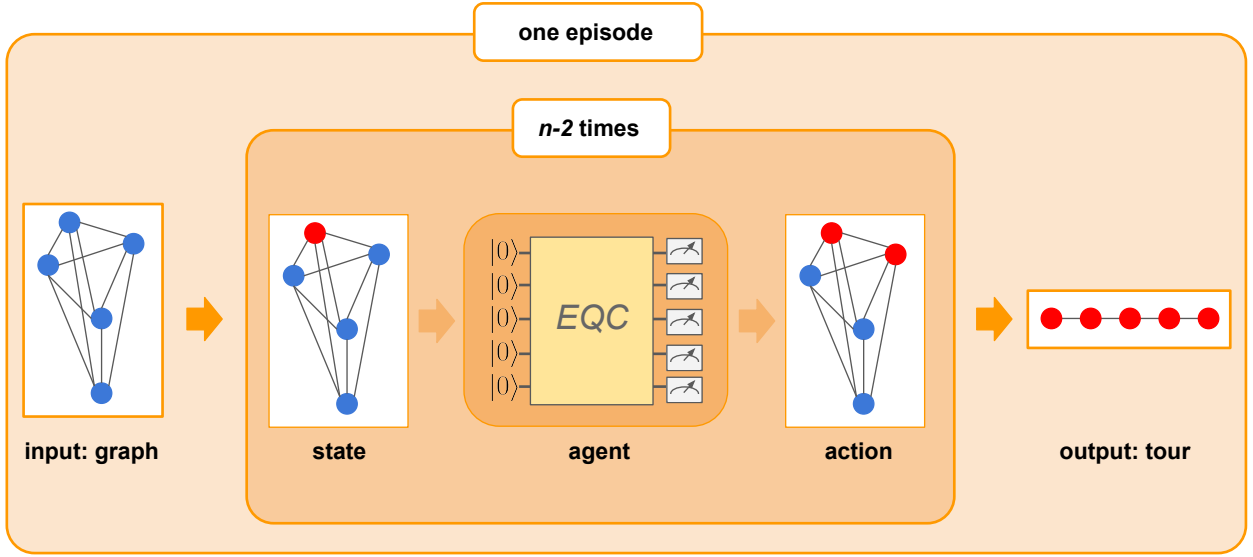 one episode
n-2 times
|0⟩
|0⟩
|0⟩
|0⟩
|0⟩
EQC
input: graph
state
agent
action
output: tour